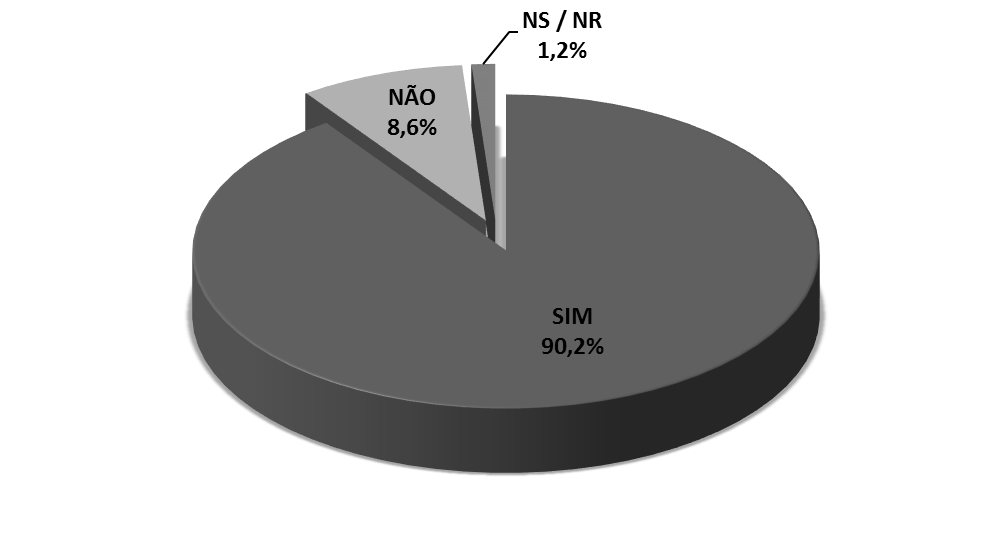 NS / NR
1,2%
NÃO
8,6%
SIM
90,2%